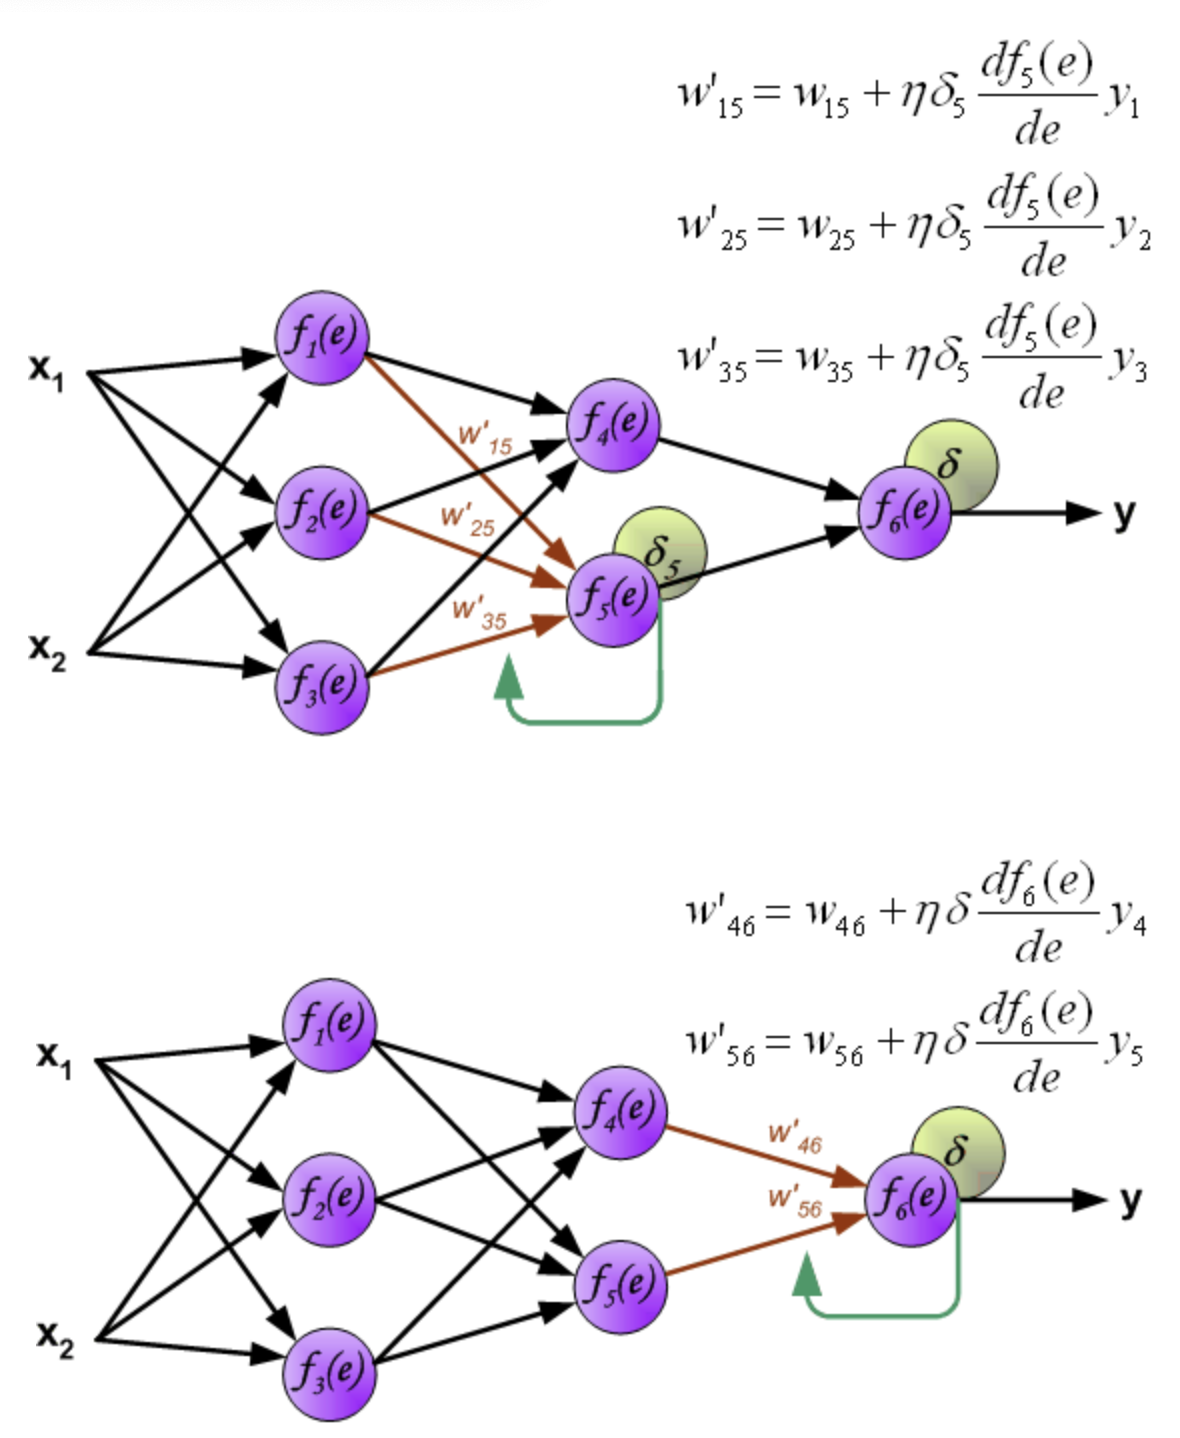 w'15 = w15 + ηδ5 df5(e)/de y1
w'25 = w25 + ηδ5 df5(e)/de y2
w'35 = w35 + ηδ5 df5(e)/de y3
x1
x2
f1(e)
f2(e)
f3(e)
w'15
w'25
w'35
f4(e)
f5(e)
δ5
f6(e)
δ
y
w'46 = w46 + ηδ df6(e)/de y4
w'56 = w56 + ηδ df6(e)/de y5
x1
x2
f1(e)
f2(e)
f3(e)
f4(e)
f5(e)
w'46
w'56
f6(e)
δ
y